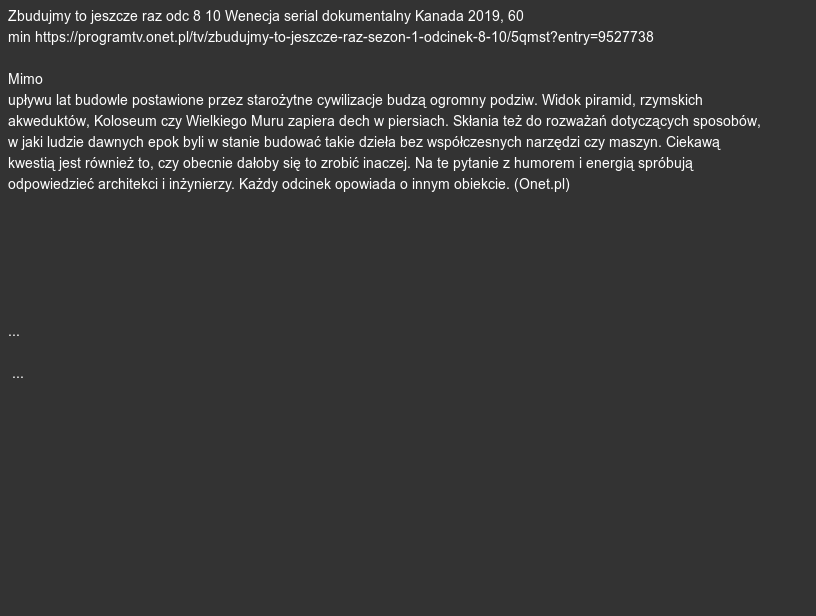 Zbudujmy to jeszcze raz odc 8 10 Wenecja serial dokumentalny Kanada 2019, 60
min https://programtv.onet.pl/tv/zbudujmy-to-jeszcze-raz-sezon-1-odcinek-8-10/5qmst?entry=9527738
Mimo
upływu lat budowle postawione przez starożytne cywilizacje budzą ogromny podziw. Widok piramid, rzymskich
akweduktów, Koloseum czy Wielkiego Muru zapiera dech w piersiach. Skłania też do rozważań dotyczących sposobów,
w jaki ludzie dawnych epok byli w stanie budować takie dzieła bez współczesnych narzędzi czy maszyn. Ciekawą
kwestią jest również to, czy obecnie dałoby się to zrobić inaczej. Na te pytanie z humorem i energią spróbują
odpowiedzieć architekci i inżynierzy. Każdy odcinek opowiada o innym obiekcie. (Onet.pl)
...
...